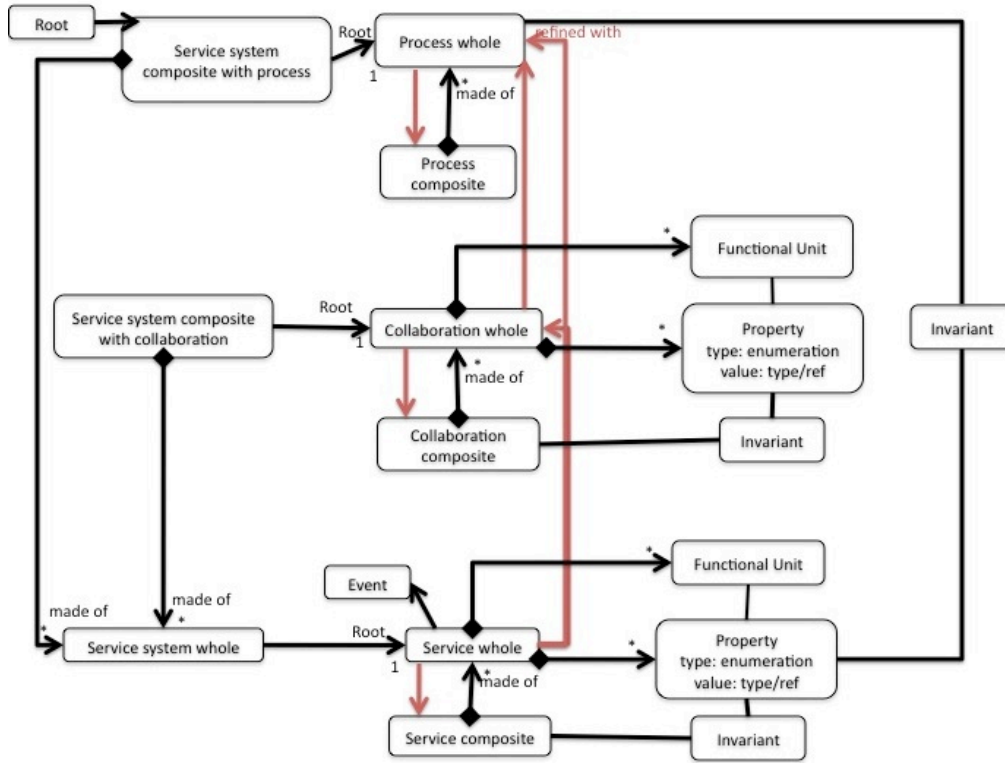 Root
Service system
composite with process
Root
1
Process whole
refined with
*
made of
Process
composite
*
Functional Unit
Service system composite
with collaboration
Root
1
Collaboration whole
*
Property
type: enumeration
value: type/ref
Invariant
*
made of
Collaboration
composite
Invariant
Event
*
Functional Unit
made of
*
made of
*
Service system whole
Root
1
Service whole
*
Property
type: enumeration
value: type/ref
*
made of
Service composite
Invariant